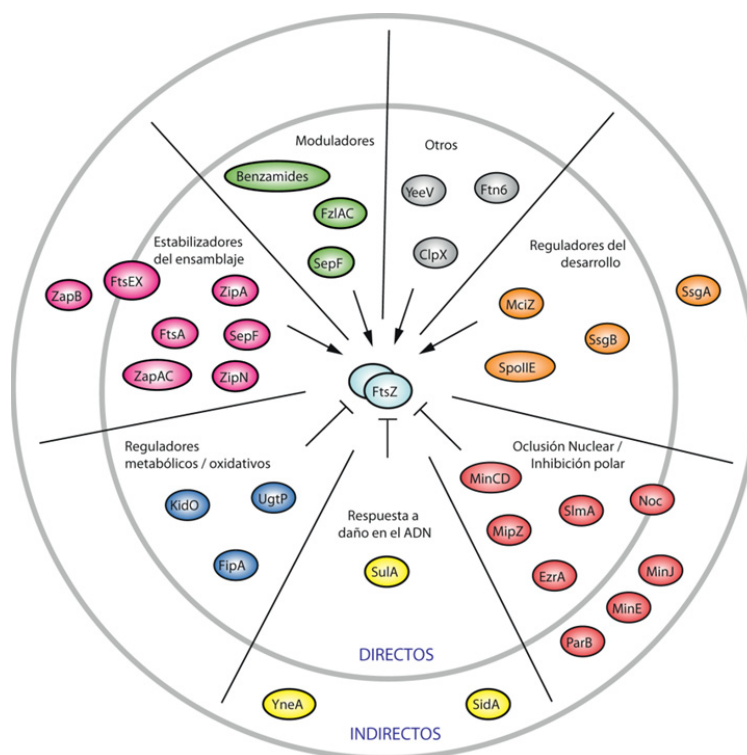 Moduladores
Benzamides
FzlAC
SepF
Otros
YeeV
Ftn6
ClpX
Estabilizadores
del ensamblaje
ZapB
FtsEX
ZipA
FtsA
SepF
ZapAC
ZipN
Reguladores del
desarrollo
SsgA
MciZ
SsgB
SpoIIE
FtsZ
Reguladores
metabólicos / oxidativos
KidO
UgtP
FipA
Respuesta a
daño en el ADN
SulA
Oclusión Nuclear /
Inhibición polar
MinCD
SlmA
Noc
MipZ
EzrA
MinJ
MinE
ParB
DIRECTOS
YneA
SidA
INDIRECTOS